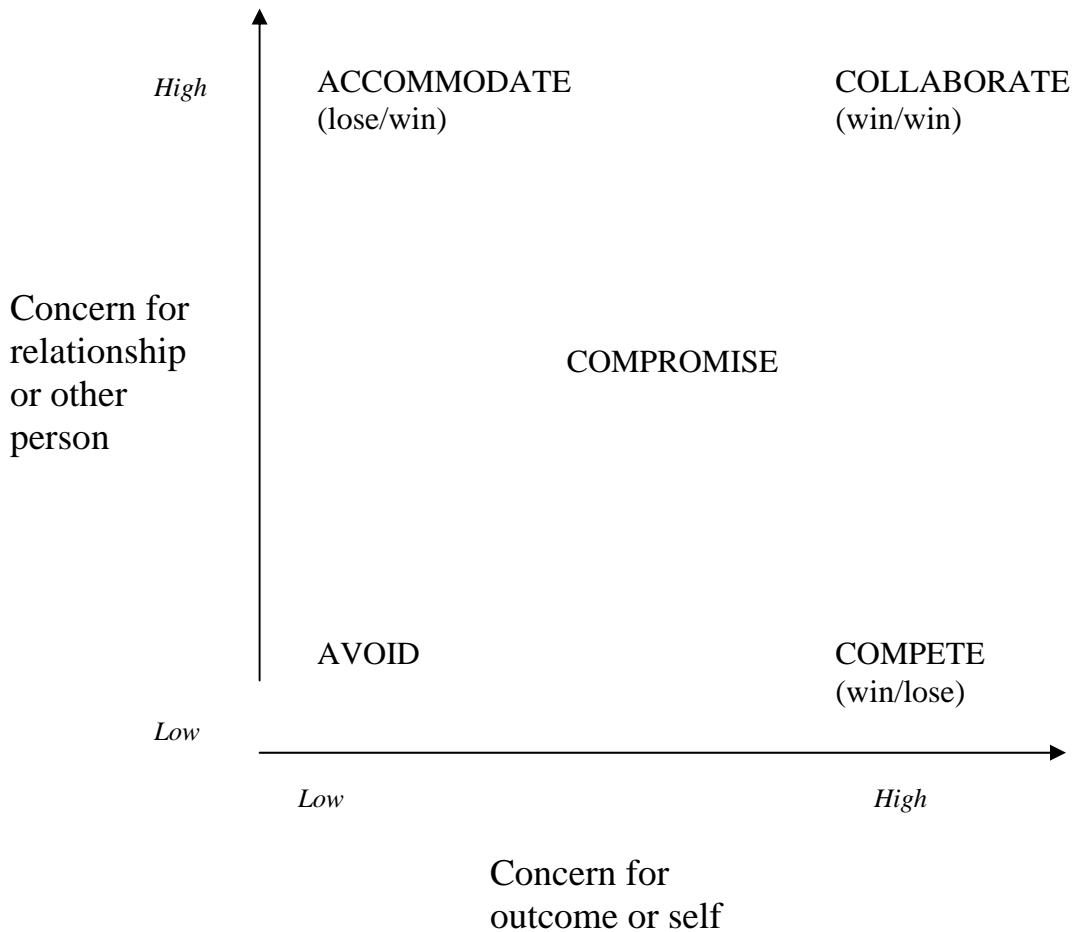 High
ACCOMMODATE
(lose/win)
COLLABORATE
(win/win)
Concern for
relationship
or other
person
COMPROMISE
AVOID
COMPETE
(win/lose)
Low
Low
High
Concern for
outcome or self